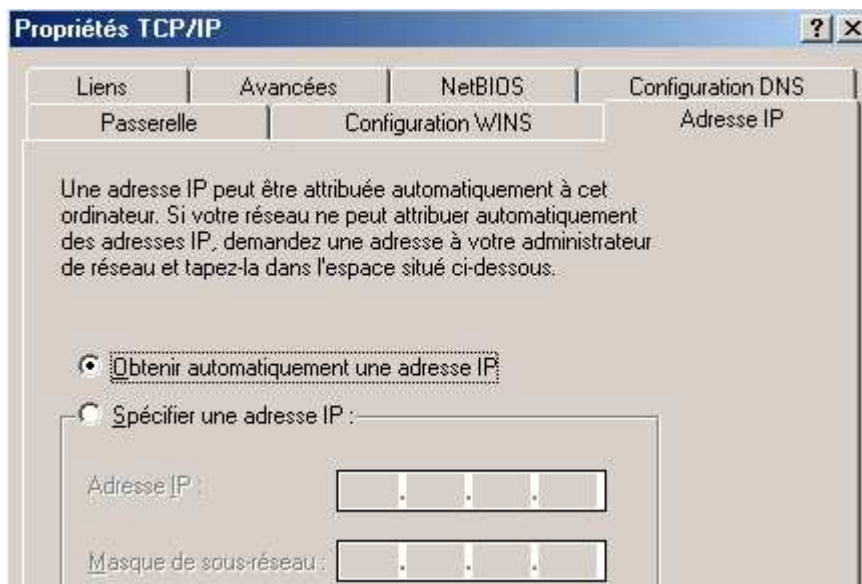 Propriétés TCP/IP
Liens Avancées NetBIOS Configuration DNS
Passerelle Configuration WINS Adresse IP
Une adresse IP peut être attribuée automatiquement à cet
ordinateur. Si votre réseau ne peut attribuer automatiquement
des adresses IP, demandez une adresse à votre administrateur
de réseau et tapez-la dans l'espace situé ci-dessous.
Obtenir automatiquement une adresse IP
Spécifier une adresse IP :
Adresse IP :
Masque de sous-réseau :